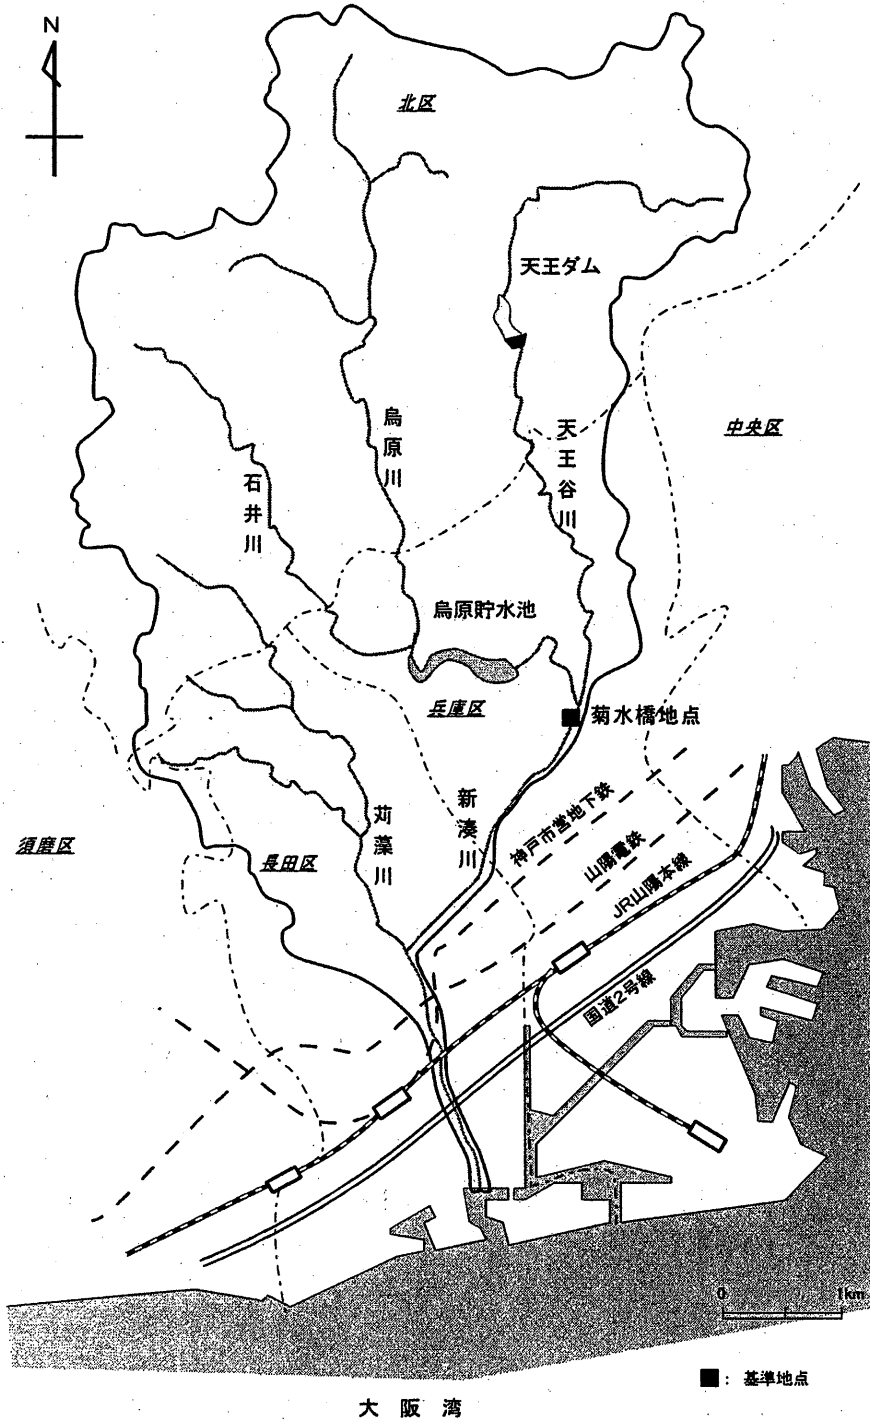 N
北区
天王ダム
烏原川
天王谷川
中央区
石井川
烏原貯水池
兵庫区
菊水橋地点
新湊川
苅藻川
神戸市営地下鉄
山陽電鉄
JR山陽本線
須磨区
長田区
国道2号線
0 1km
■：基準地点
大阪湾